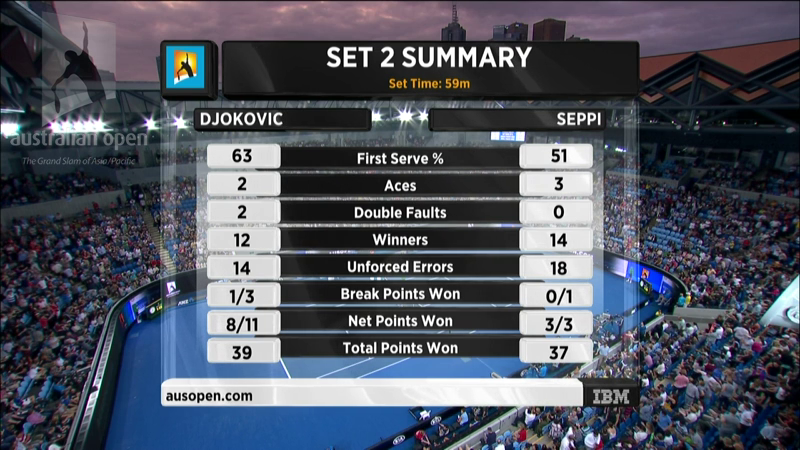 SET 2 SUMMARY
Set Time: 59m
australian open
The Grand Slam of Asia/Pacific
DJOKOVIC SEPPI
63 First Serve % 51
2 Aces 3
2 Double Faults 0
12 Winners 14
14 Unforced Errors 18
1/3 Break Points Won 0/1
8/11 Net Points Won 3/3
39 Total Points Won 37
ausopen.com IBM